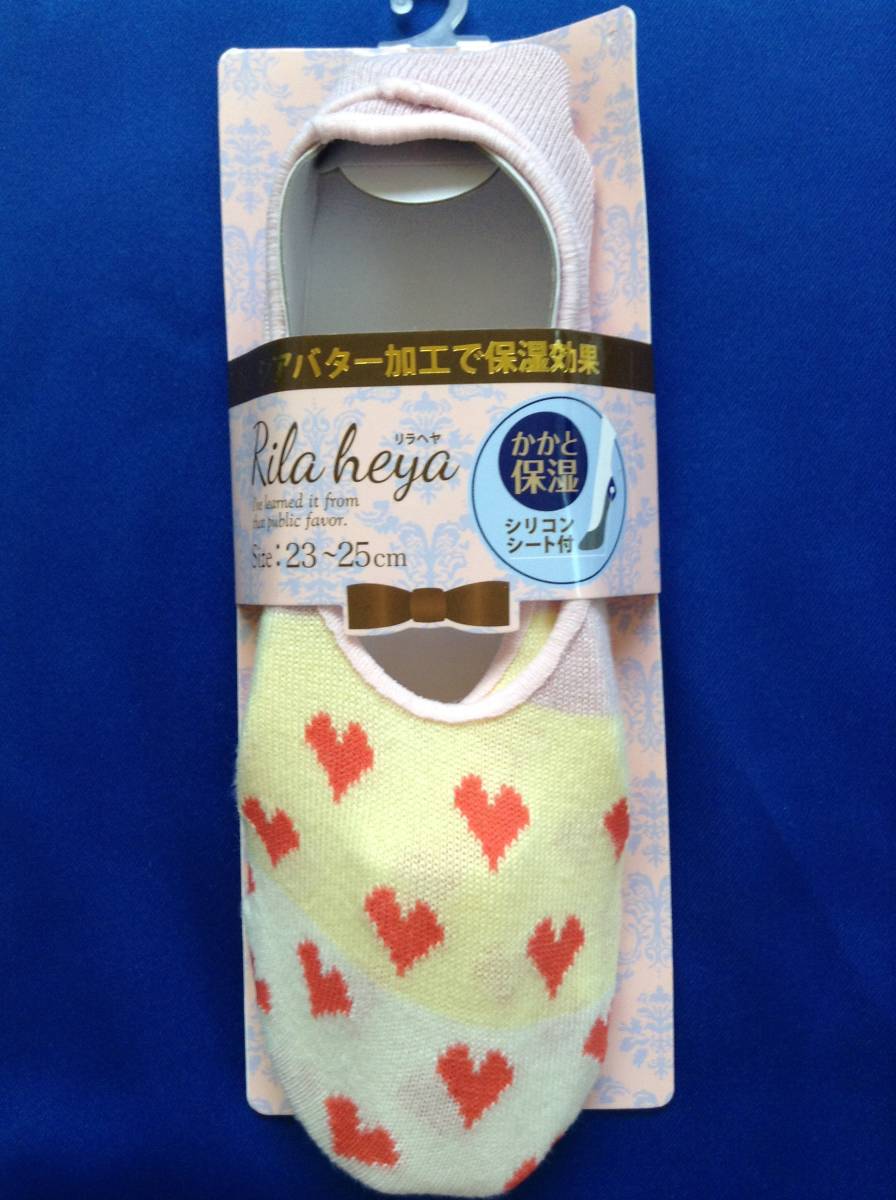 シアバター加工で保湿効果
リラヘヤ
Rila heya
I've learned it from
that public favor.
Size：23～25cm
かかと
保湿
シリコン
シート付